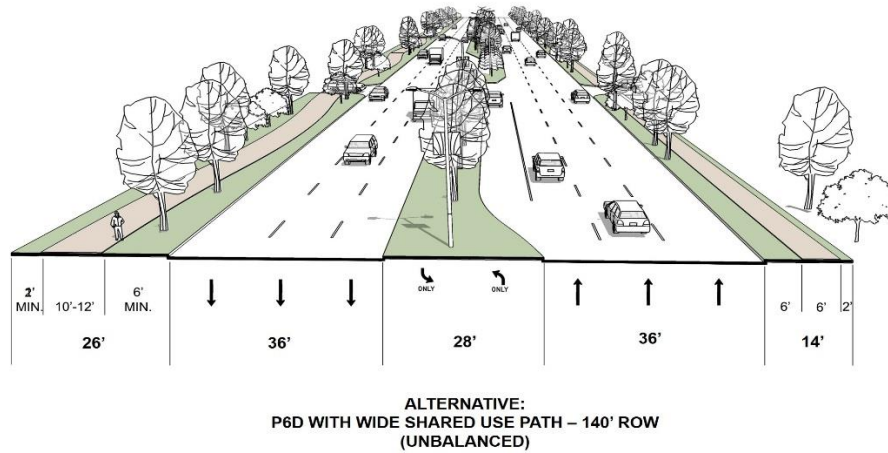 ONLY ONLY
2' 10'-12' 6' 6' 6' 2'
MIN. MIN.
26' 36' 28' 36' 14'
ALTERNATIVE:
P6D WITH WIDE SHARED USE PATH – 140' ROW
(UNBALANCED)